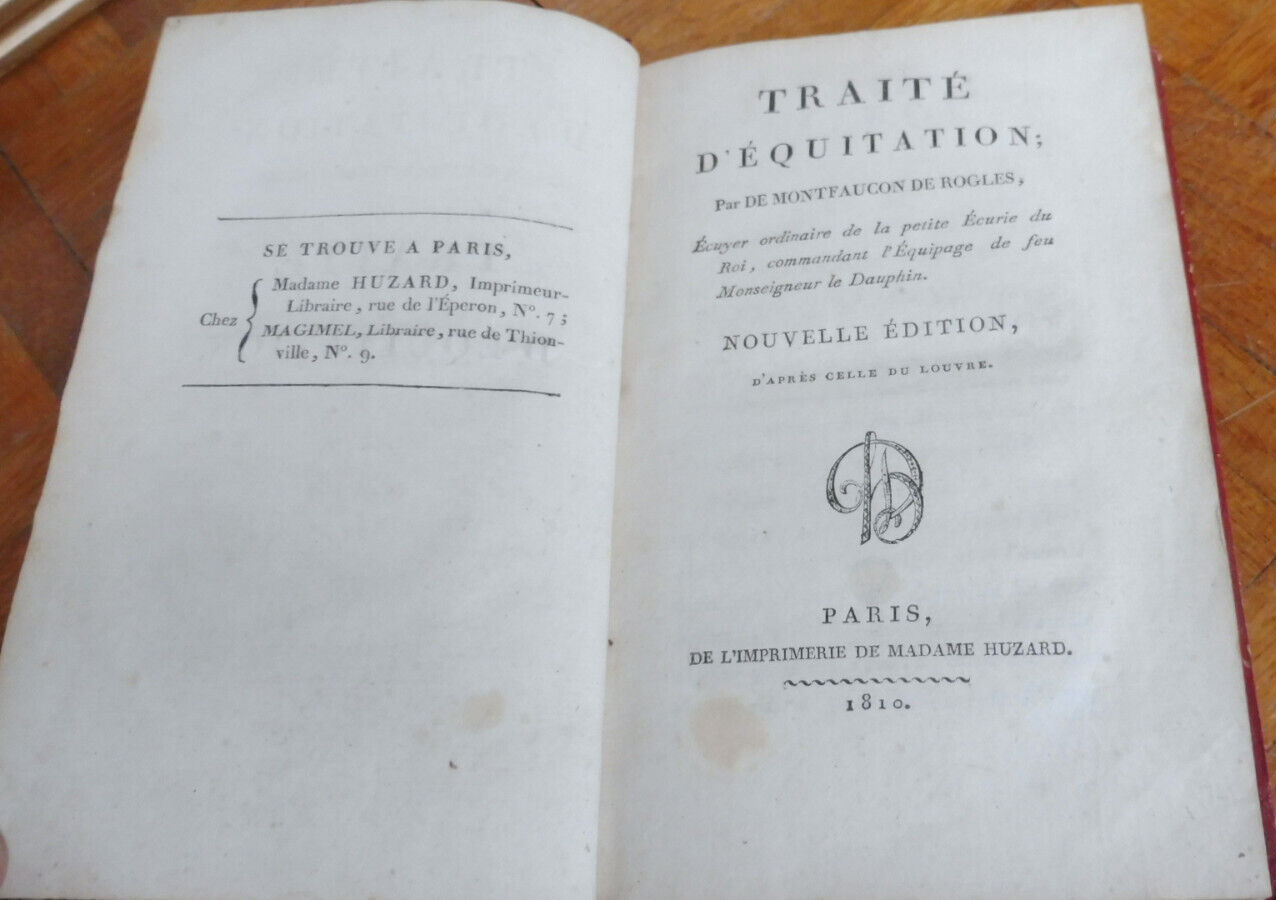 SE TROUVE A PARIS,
Madame HUZARD, Imprimeur-
Libraire, rue de l'Éperon, N°. 7;
Chez
MAGIMEL, Libraire, rue de Thion-
ville, N°. 9.
TRAITÉ
D'ÉQUITATION;
Par DE MONTFAUCON DE ROGLES,
Écuyer ordinaire de la petite Écurie du
Roi, commandant l'Équipage de feu
Monseigneur le Dauphin.
NOUVELLE ÉDITION,
D'APRÈS CELLE DU LOUVRE.
PARIS,
DE L'IMPRIMERIE DE MADAME HUZARD.
1810.